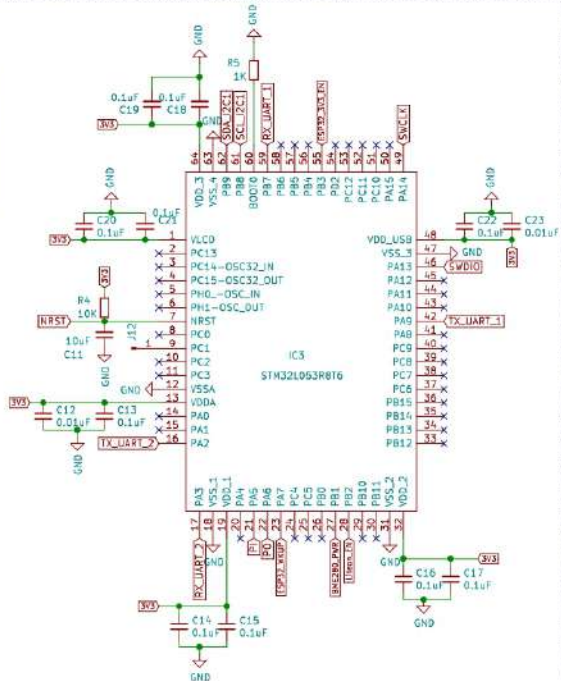 GND
GND
R5
1K
0.1uF
C19
0.1uF
C18
3V3
GND
SDA_I2C1
SCL_I2C1
RX_UART_1
ESP32_3V3_EN
SWCLK
64
63
62
61
60
59
58
57
56
55
54
53
52
51
50
49
VDD_3
VSS_4
PB9
PB8
BOOT0
PB7
PB6
PB5
PB4
PB3
PD2
PC12
PC11
PC10
PA15
PA14
GND
C20
0.1uF
0.1uF
C21
3V3
1 VLCD
2 PC13
3 PC14-OSC32_IN
4 PC15-OSC32_OUT
5 PH0_-OSC_IN
6 PH1-OSC_OUT
7 NRST
8 PC0
9 PC1
10 PC2
11 PC3
12 VSSA
13 VDDA
14 PA0
15 PA1
16 PA2
3V3
R4
10K
NRST
10uF
C11
GND
J12
1
GND
3V3
C12
0.01uF
C13
0.1uF
GND
TX_UART_2
IC3
STM32L053R8T6
GND
C22
0.1uF
C23
0.01uF
3V3
VDD_USB 48
VSS_3 47
GND
PA13 46
SWDIO
PA12 45
PA11 44
PA10 43
PA9 42
TX_UART_1
PA8 41
PC9 40
PC8 39
PC7 38
PC6 37
PB15 36
PB14 35
PB13 34
PB12 33
PA3
VSS_1
VDD_1
PA4
PA5
PA6
PA7
PC4
PC5
PB0
PB1
PB2
PB10
PB11
VSS_2
VDD_2
17
18
19
20
21
22
23
24
25
26
27
28
29
30
31
32
RX_UART_2
GND
ESP32_WKUP
BME280_PWR
GND
3V3
C14
0.1uF
C15
0.1uF
GND
3V3
C16
0.1uF
C17
0.1uF
GND